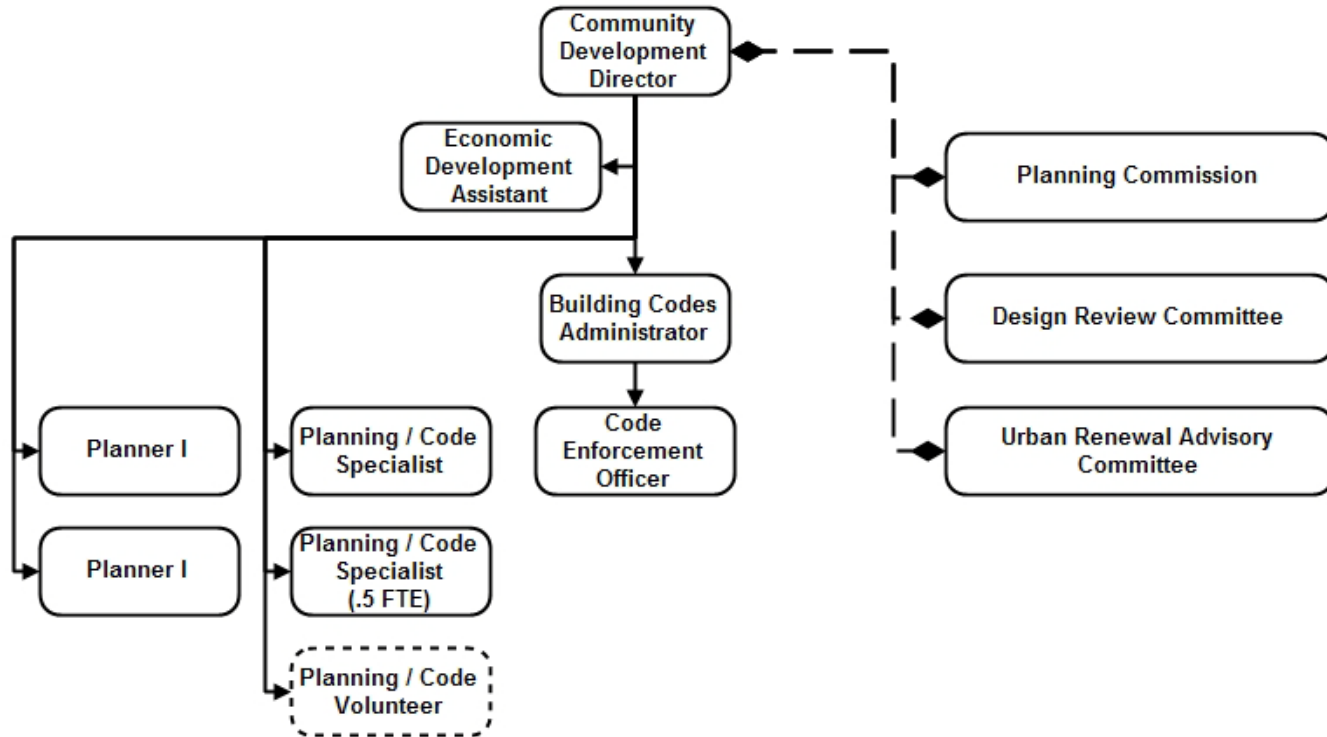 Community
Development
Director
Economic
Development
Assistant
Planning Commission
Building Codes
Administrator
Design Review Committee
Planner I
Planning / Code
Specialist
Code
Enforcement
Officer
Urban Renewal Advisory
Committee
Planner I
Planning / Code
Specialist
(.5 FTE)
Planning / Code
Volunteer